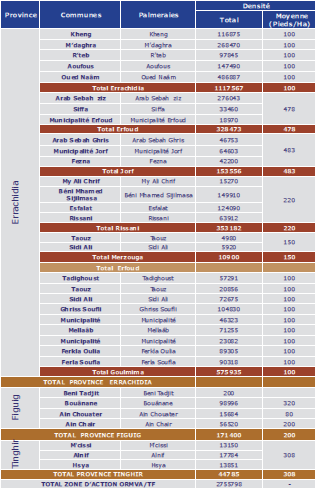 Province Communes Palmeraies Densité
Total Moyenne (Pieds/Ha)
Errachidia
Kheng Kheng 116875 100
M'daghra M'daghra 268470 100
R'teb R'teb 97845 100
Aoufous Aoufous 147490 100
Oued Naâm Oued Naâm 486887 100
Total Errachidia 1117567 100
Arab Sebah ziz Arab Sebah ziz 276043
Siffa Siffa 33460 478
Municipalité Erfoud Municipalité Erfoud 18970
Total Erfoud 328473 478
Arab Sebah Ghris Arab Sebah Ghris 46753
Municipalité Jorf Municipalité Jorf 64603 483
Fezna Fezna 42200
Total Jorf 153556 483
My Ali Chrif My Ali Chrif 15270
Béni Mhamed Sijilmasa Béni Mhamed Sijilmasa 149910 220
Esfalat Esfalat 124090
Rissani Rissani 63912
Total Rissani 353182 220
Taouz Taouz 4980 150
Sidi Ali Sidi Ali 5920
Total Merzouga 10900 150
Total Erfoud
Tadighoust Tadighoust 57291 100
Taouz Taouz 20856 100
Sidi Ali Sidi Ali 72675 100
Ghriss Soufli Ghriss Soufli 104830 100
Municipalité Municipalité 46323 100
Mellaâb Mellaâb 71255 100
Municipalité Municipalité 23082 100
Ferkla Oulia Ferkla Oulia 89305 100
Ferla Soufla Ferla Soufla 90318 100
Total Goulmima 575935 100
TOTAL PROVINCE ERRACHIDIA -
Figuig
Beni Tadjit Beni Tadjit 200
Bouânane Bouânane 98996 320
Ain Chouater Ain Chouater 15684 80
Ain Chair Ain Chair 56520 200
TOTAL PROVINCE FIGUIG 171400 200
Tinghir
M'cissi M'cissi 13150
Alnif Alnif 17784 308
Hsya Hsya 13851
TOTAL PROVINCE TINGHIR 44785 308
TOTAL ZONE D'ACTION ORMVA/TF 2755798 -